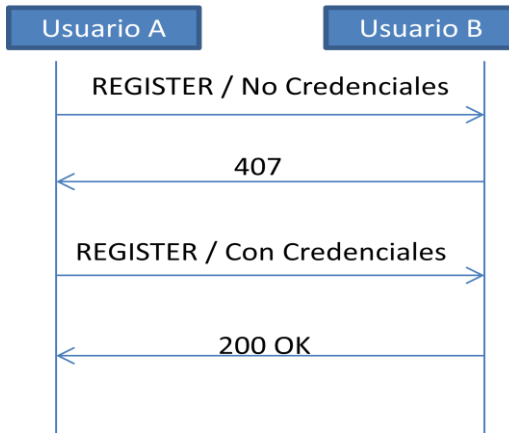 Usuario A
Usuario B
REGISTER / No Credenciales
407
REGISTER / Con Credenciales
200 OK